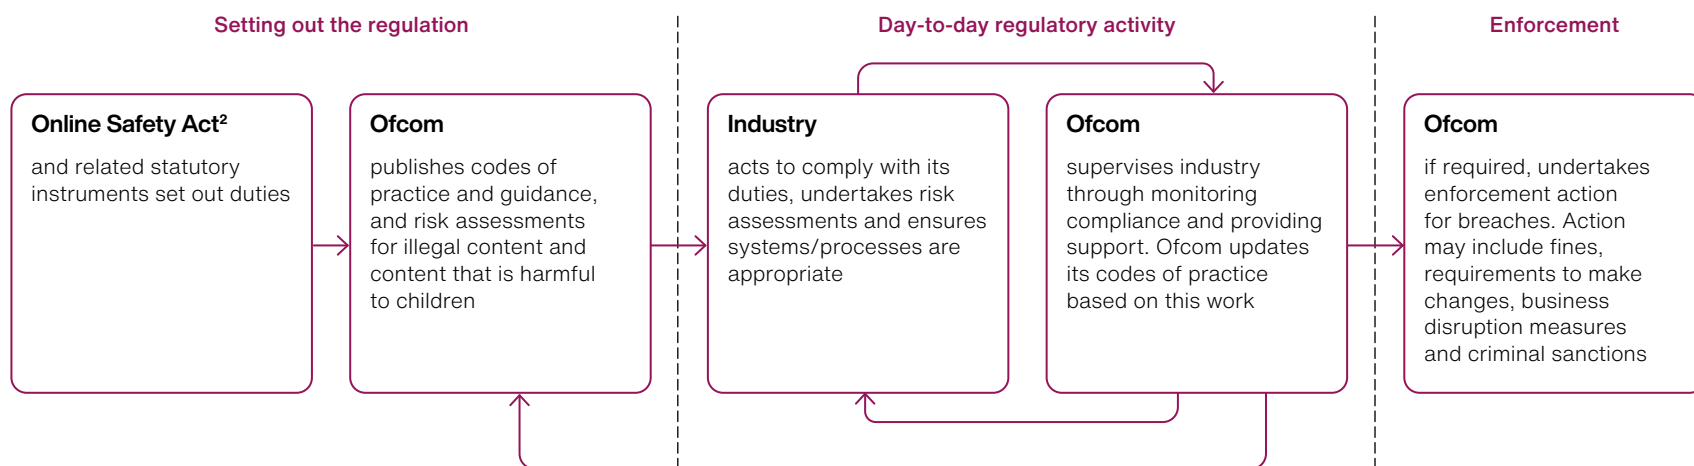 Setting out the regulation
Day-to-day regulatory activity
Enforcement
Online Safety Act²
and related statutory
instruments set out duties
Ofcom
publishes codes of
practice and guidance,
and risk assessments
for illegal content and
content that is harmful
to children
Industry
acts to comply with its
duties, undertakes risk
assessments and ensures
systems/processes are
appropriate
Ofcom
supervises industry
through monitoring
compliance and providing
support. Ofcom updates
its codes of practice
based on this work
Ofcom
if required, undertakes
enforcement action
for breaches. Action
may include fines,
requirements to make
changes, business
disruption measures
and criminal sanctions